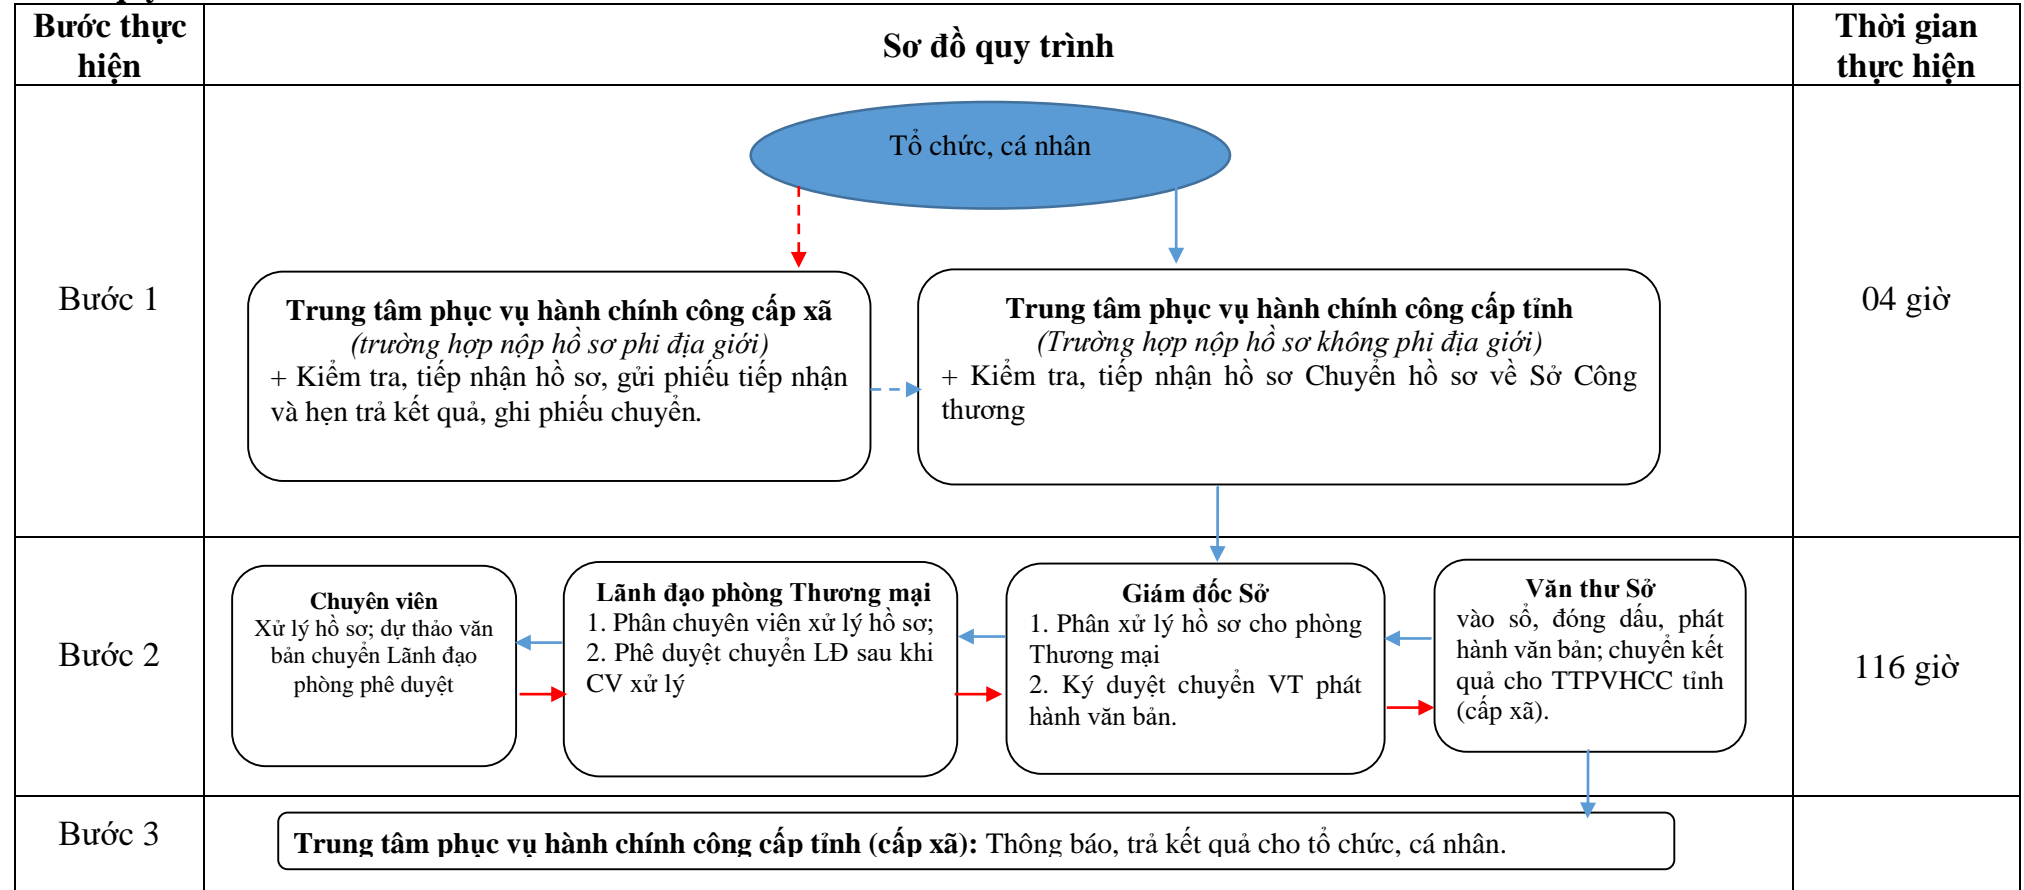 Bước thực
hiện
Sơ đồ quy trình
Thời gian
thực hiện
Bước 1
Tổ chức, cá nhân
Trung tâm phục vụ hành chính công cấp xã
(trường hợp nộp hồ sơ phi địa giới)
+ Kiểm tra, tiếp nhận hồ sơ, gửi phiếu tiếp nhận
và hẹn trả kết quả, ghi phiếu chuyển.
Trung tâm phục vụ hành chính công cấp tỉnh
(Trường hợp nộp hồ sơ không phi địa giới)
+ Kiểm tra, tiếp nhận hồ sơ Chuyển hồ sơ về Sở Công
thương
04 giờ
Bước 2
Chuyên viên
Xử lý hồ sơ; dự thảo văn
bản chuyển Lãnh đạo
phòng phê duyệt
Lãnh đạo phòng Thương mại
1. Phân chuyên viên xử lý hồ sơ;
2. Phê duyệt chuyển LĐ sau khi
CV xử lý
Giám đốc Sở
1. Phân xử lý hồ sơ cho phòng
Thương mại
2. Ký duyệt chuyển VT phát
hành văn bản.
Văn thư Sở
vào sổ, đóng dấu, phát
hành văn bản; chuyển kết
quả cho TTPVHCC tỉnh
(cấp xã).
116 giờ
Bước 3
Trung tâm phục vụ hành chính công cấp tỉnh (cấp xã): Thông báo, trả kết quả cho tổ chức, cá nhân.